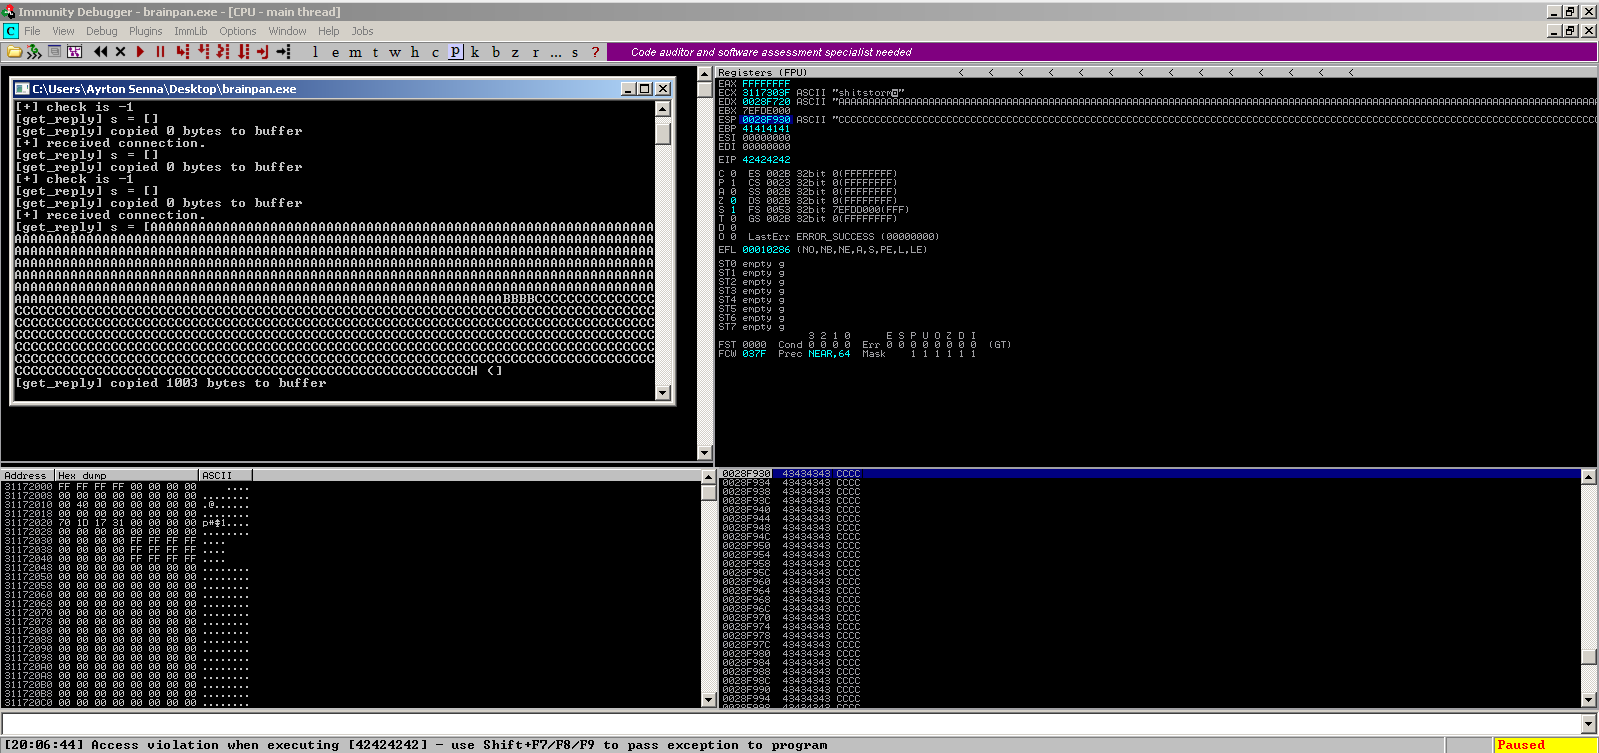 Immunity Debugger - brainpan.exe - [CPU - main thread]
C File View Debug Plugins ImmLib Options Window Help Jobs
l e m t w h c p k b z r ... s ?
Code auditor and software assessment specialist needed
C:\Users\Ayrton Senna\Desktop\brainpan.exe
[+] check is -1
[get_reply] s = []
[get_reply] copied 0 bytes to buffer
[+] received connection.
[get_reply] s = []
[get_reply] copied 0 bytes to buffer
[+] check is -1
[get_reply] s = []
[get_reply] copied 0 bytes to buffer
[+] received connection.
[get_reply] copied 1003 bytes to buffer
Registers (FPU) < < < < < < < < < < < < < <
EAX FFFFFFFF
ECX 3117303F ASCII
EDX 0028F720 ASCII
EBX 7EFDE000
ESP 0028F930 ASCII
EBP 41414141
ESI 00000000
EDI 00000000
EIP 42424242
C 0 ES 002B 32bit 0(FFFFFFFF)
P 1 CS 0023 32bit 0(FFFFFFFF)
A 0 SS 002B 32bit 0(FFFFFFFF)
Z 0 DS 002B 32bit 0(FFFFFFFF)
S 1 FS 0053 32bit 7EFDD000(FFF)
T 0 GS 002B 32bit 0(FFFFFFFF)
D 0
O 0 LastErr ERROR_SUCCESS (00000000)
EFL 00010286 (NO,NB,NE,A,S,PE,L,LE)
ST0 empty g
ST1 empty g
ST2 empty g
ST3 empty g
ST4 empty g
ST5 empty g
ST6 empty g
ST7 empty g
3 2 1 0 E S P U O Z D I
FST 0000 Cond 0 0 0 0 Err 0 0 0 0 0 0 0 0 (GT)
FCW 037F Prec NEAR,64 Mask 1 1 1 1 1 1
Address Hex dump ASCII
31172000 FF FF FF FF 00 00 00 00 ....
31172008 00 00 00 00 00 00 00 00 ........
31172010 00 40 00 00 00 00 00 00 .@......
31172018 00 00 00 00 00 00 00 00 ........
31172020 70 1D 17 31 00 00 00 00
31172028 00 00 00 00 00 00 00 00 ........
31172030 00 00 00 00 FF FF FF FF ....
31172038 00 00 00 00 FF FF FF FF ....
31172040 00 00 00 00 FF FF FF FF ....
31172048 00 00 00 00 00 00 00 00 ........
31172050 00 00 00 00 00 00 00 00 ........
31172058 00 00 00 00 00 00 00 00 ........
31172060 00 00 00 00 00 00 00 00 ........
31172068 00 00 00 00 00 00 00 00 ........
31172070 00 00 00 00 00 00 00 00 ........
31172078 00 00 00 00 00 00 00 00 ........
31172080 00 00 00 00 00 00 00 00 ........
31172088 00 00 00 00 00 00 00 00 ........
31172090 00 00 00 00 00 00 00 00 ........
31172098 00 00 00 00 00 00 00 00 ........
311720A0 00 00 00 00 00 00 00 00 ........
311720A8 00 00 00 00 00 00 00 00 ........
311720B0 00 00 00 00 00 00 00 00 ........
311720B8 00 00 00 00 00 00 00 00 ........
311720C0 00 00 00 00 00 00 00 00 ........
0028F930 43434343 CCCC
0028F934 43434343 CCCC
0028F938 43434343 CCCC
0028F93C 43434343 CCCC
0028F940 43434343 CCCC
0028F944 43434343 CCCC
0028F948 43434343 CCCC
0028F94C 43434343 CCCC
0028F950 43434343 CCCC
0028F954 43434343 CCCC
0028F958 43434343 CCCC
0028F95C 43434343 CCCC
0028F960 43434343 CCCC
0028F964 43434343 CCCC
0028F968 43434343 CCCC
0028F96C 43434343 CCCC
0028F970 43434343 CCCC
0028F974 43434343 CCCC
0028F978 43434343 CCCC
0028F97C 43434343 CCCC
0028F980 43434343 CCCC
0028F984 43434343 CCCC
0028F988 43434343 CCCC
0028F98C 43434343 CCCC
0028F990 43434343 CCCC
0028F994 43434343 CCCC
[20:06:44] Access violation when executing [42424242] - use Shift+F7/F8/F9 to pass exception to program
Paused